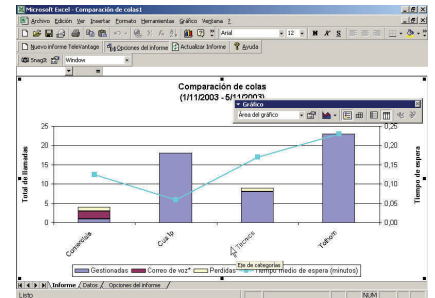 Microsoft Excel - Comparación de colas1
Archivo Edición Ver Insertar Formato Herramientas Gráfico Ventana ?
Arial 12 N K S
Nuevo informe TeleVantage Opciones del informe Actualizar Informe Ayuda
SnagIt Window
=
Comparación de colas
(1/11/2003 - 5/11/2003)
Gráfico
Área del gráfico
Total de llamadas
25
20
15
10
5
0
0,25
0,20
0,15
0,10
0,05
0,00
Tiempo de espera
Comerciais
Técnicos
Eje de categorías
Gestionadas Correo de voz* Perdidas Tiempo medio de espera (minutos)
Informe Datos Opciones del informe
Listo NUM